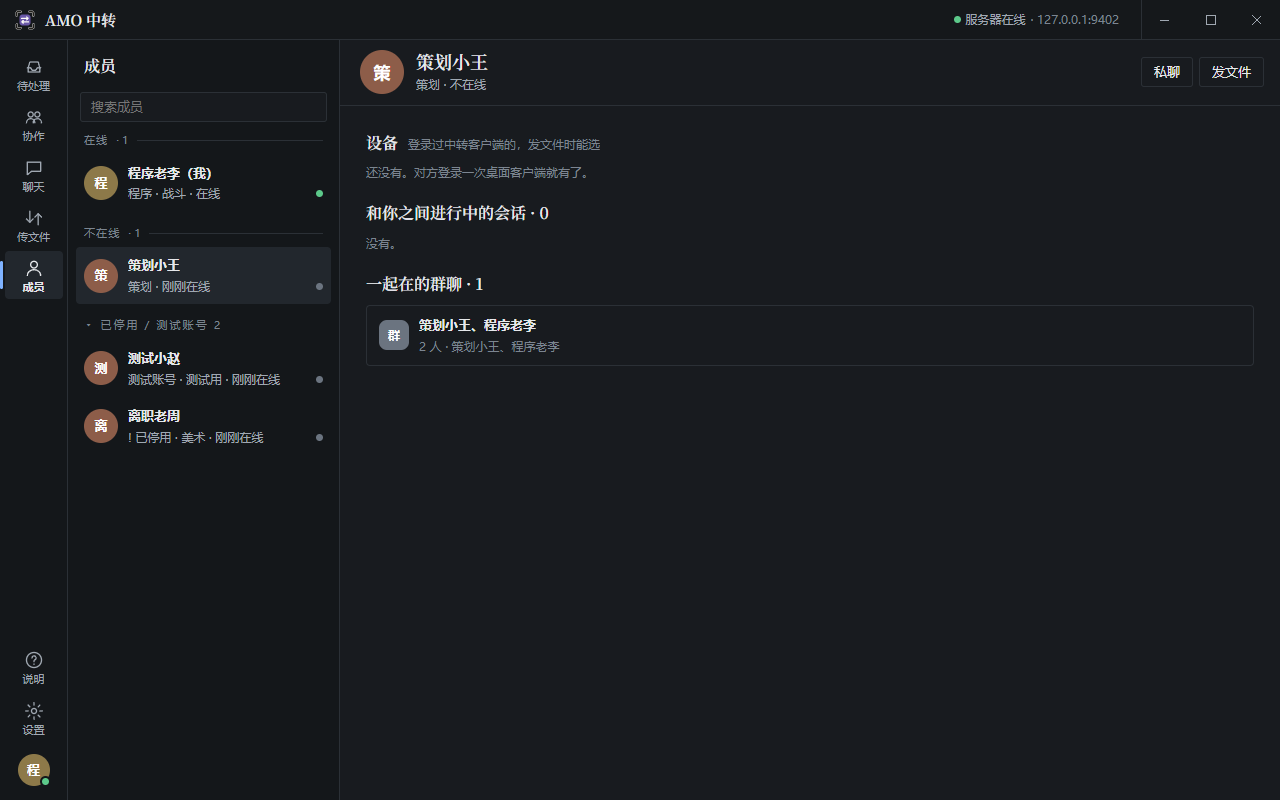 AMO 中转
服务器在线 · 127.0.0.1:9402
待处理
协作
聊天
传文件
成员
说明
设置
程
成员
搜索成员
在线 · 1
程
程序老李（我）
程序 · 战斗 · 在线
不在线 · 1
策
策划小王
策划 · 刚刚在线
已停用 / 测试账号 2
测
测试小赵
测试账号 · 测试用 · 刚刚在线
离
离职老周
! 已停用 · 美术 · 刚刚在线
策
策划小王
策划 · 不在线
私聊
发文件
设备 登录过中转客户端的，发文件时能选
还没有。对方登录一次桌面客户端就有了。
和你之间进行中的会话 · 0
没有。
一起在的群聊 · 1
群
策划小王、程序老李
2 人 · 策划小王、程序老李